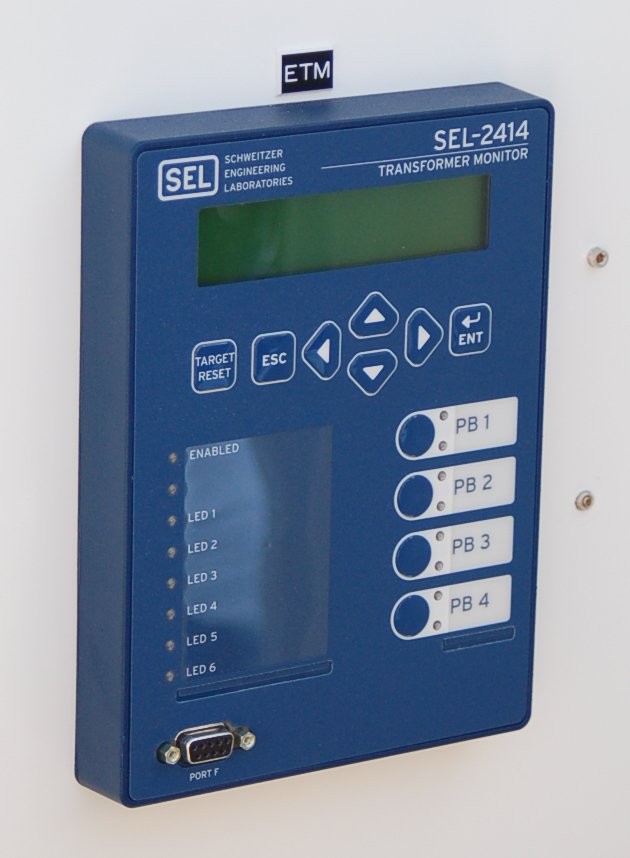 ETM
SEL
SCHWEITZER
ENGINEERING
LABORATORIES
SEL-2414
TRANSFORMER MONITOR
TARGET
RESET
ESC
ENT
ENABLED
LED 1
LED 2
LED 3
LED 4
LED 5
LED 6
PB 1
PB 2
PB 3
PB 4
PORT F